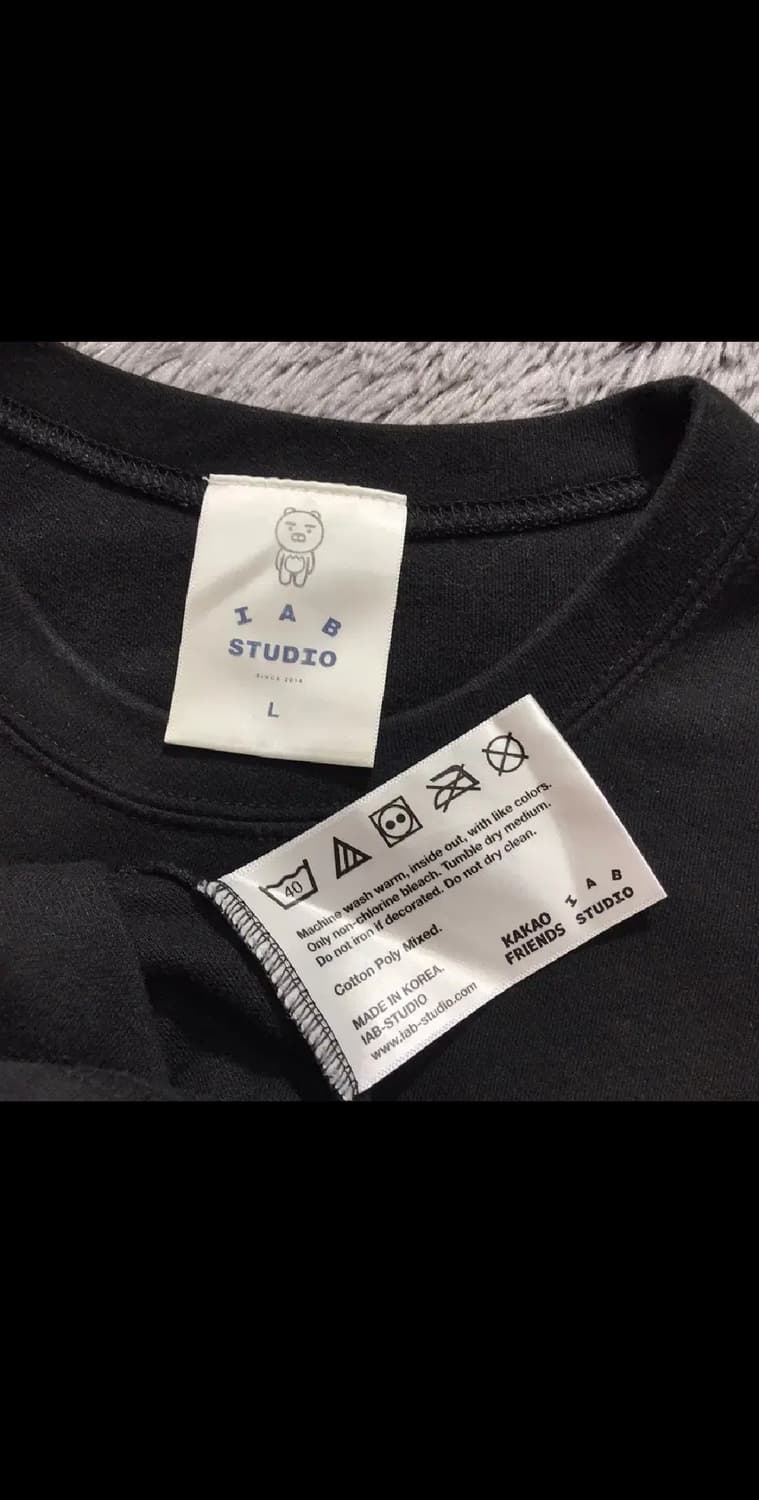 IAB
STUDIO
SINCE 2014
L
40
Machine wash warm, inside out, with like colors.
Only non-chlorine bleach. Tumble dry medium.
Do not iron if decorated. Do not dry clean.
Cotton Poly Mixed.
MADE IN KOREA.
IAB-STUDIO
www.iab-studio.com
KAKAO
FRIENDS
IAB
STUDIO